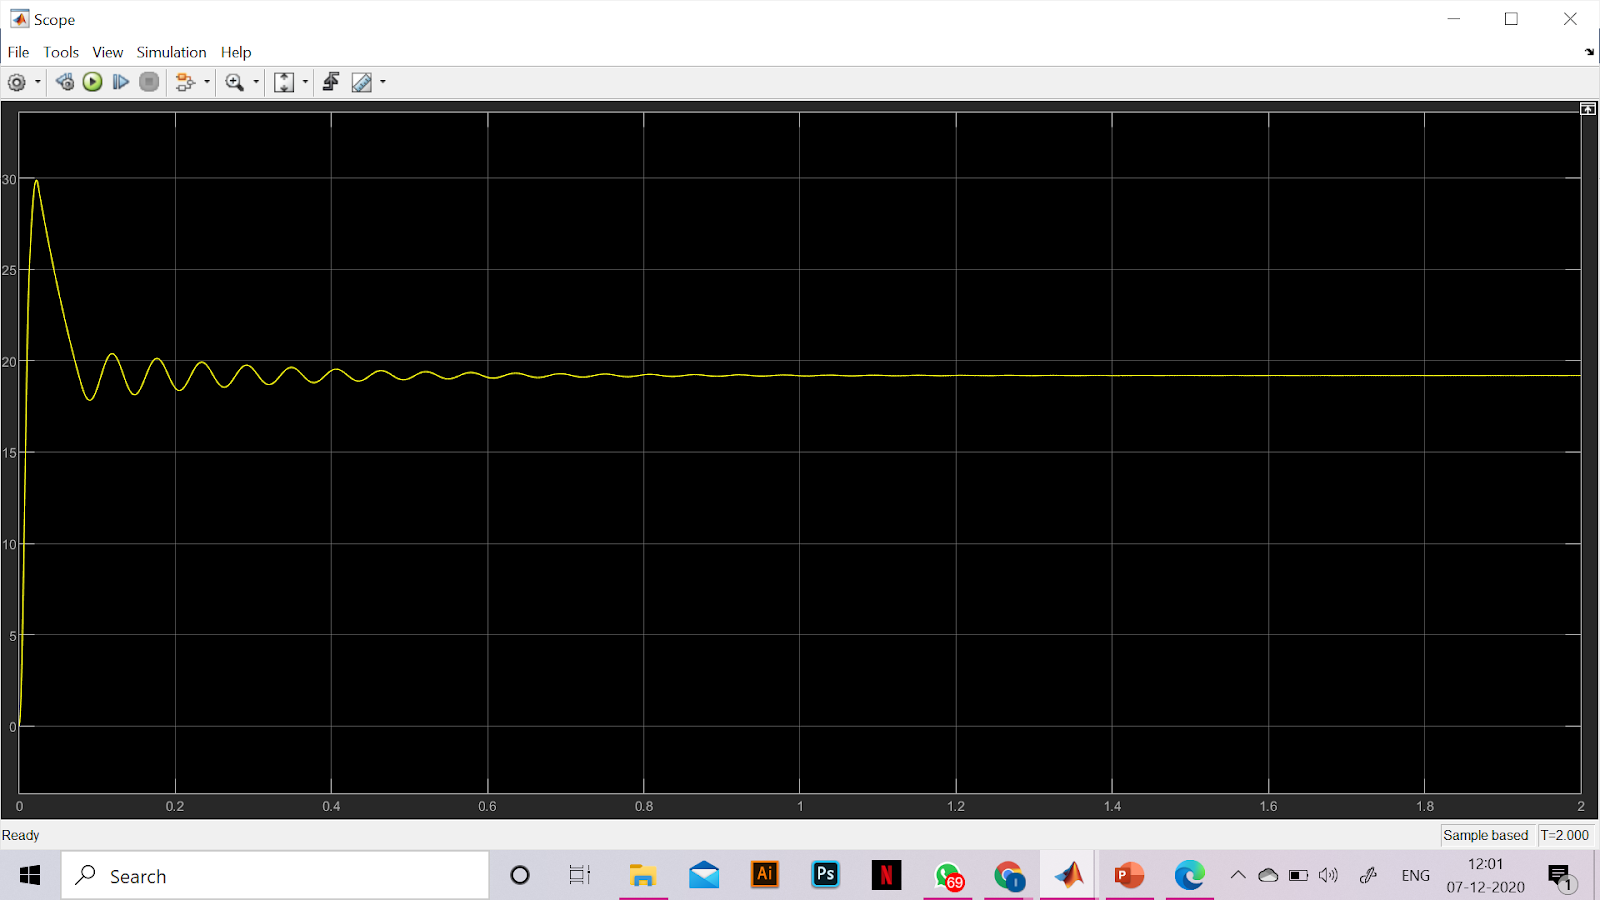 Scope
File Tools View Simulation Help
30
25
20
15
10
5
0
0 0.2 0.4 0.6 0.8 1 1.2 1.4 1.6 1.8 2
Ready
Sample based T=2.000
Search
Ai
Ps
N
69
I
P
ENG
12:01
07-12-2020
1